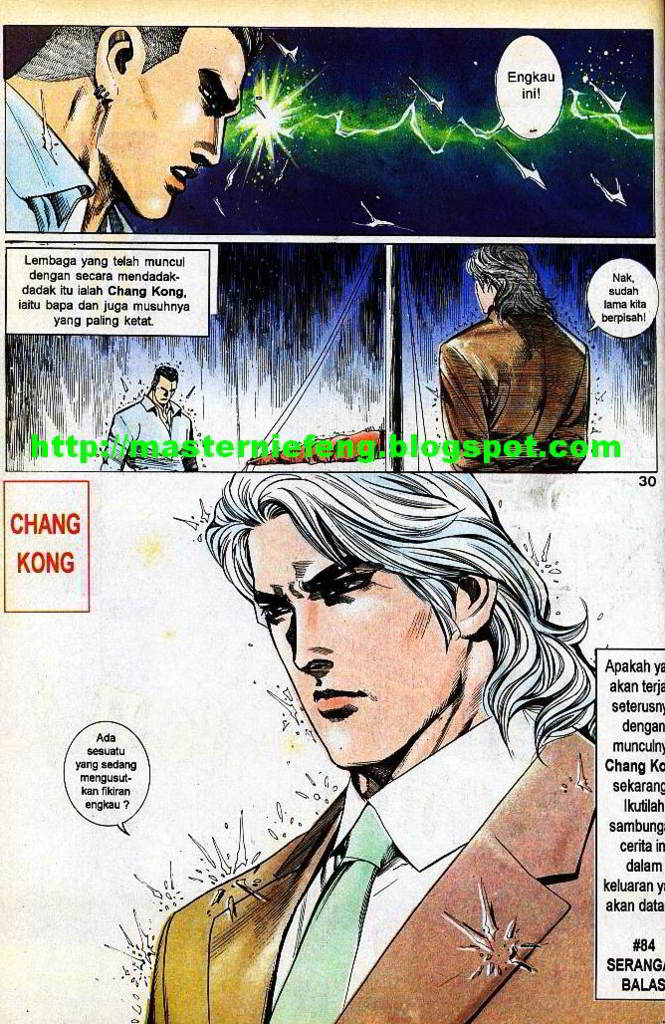 Engkau
ini!
Lembaga yang telah muncul
dengan secara mendadak-
dadak itu ialah Chang Kong,
iaitu bapa dan juga musuhnya
yang paling ketat.
Nak,
sudah
lama kita
berpisah!
http://masterniefeng.blogspot.com
30
CHANG
KONG
Ada
sesuatu
yang sedang
mengusut-
kan fikiran
engkau ?
Apakah ya
akan terja
seterusny
dengan
munculny
Chang Ko
sekarang
Ikutilah
sambunga
cerita in
dalam
keluaran ya
akan data
#84
SERANGA
BALAS